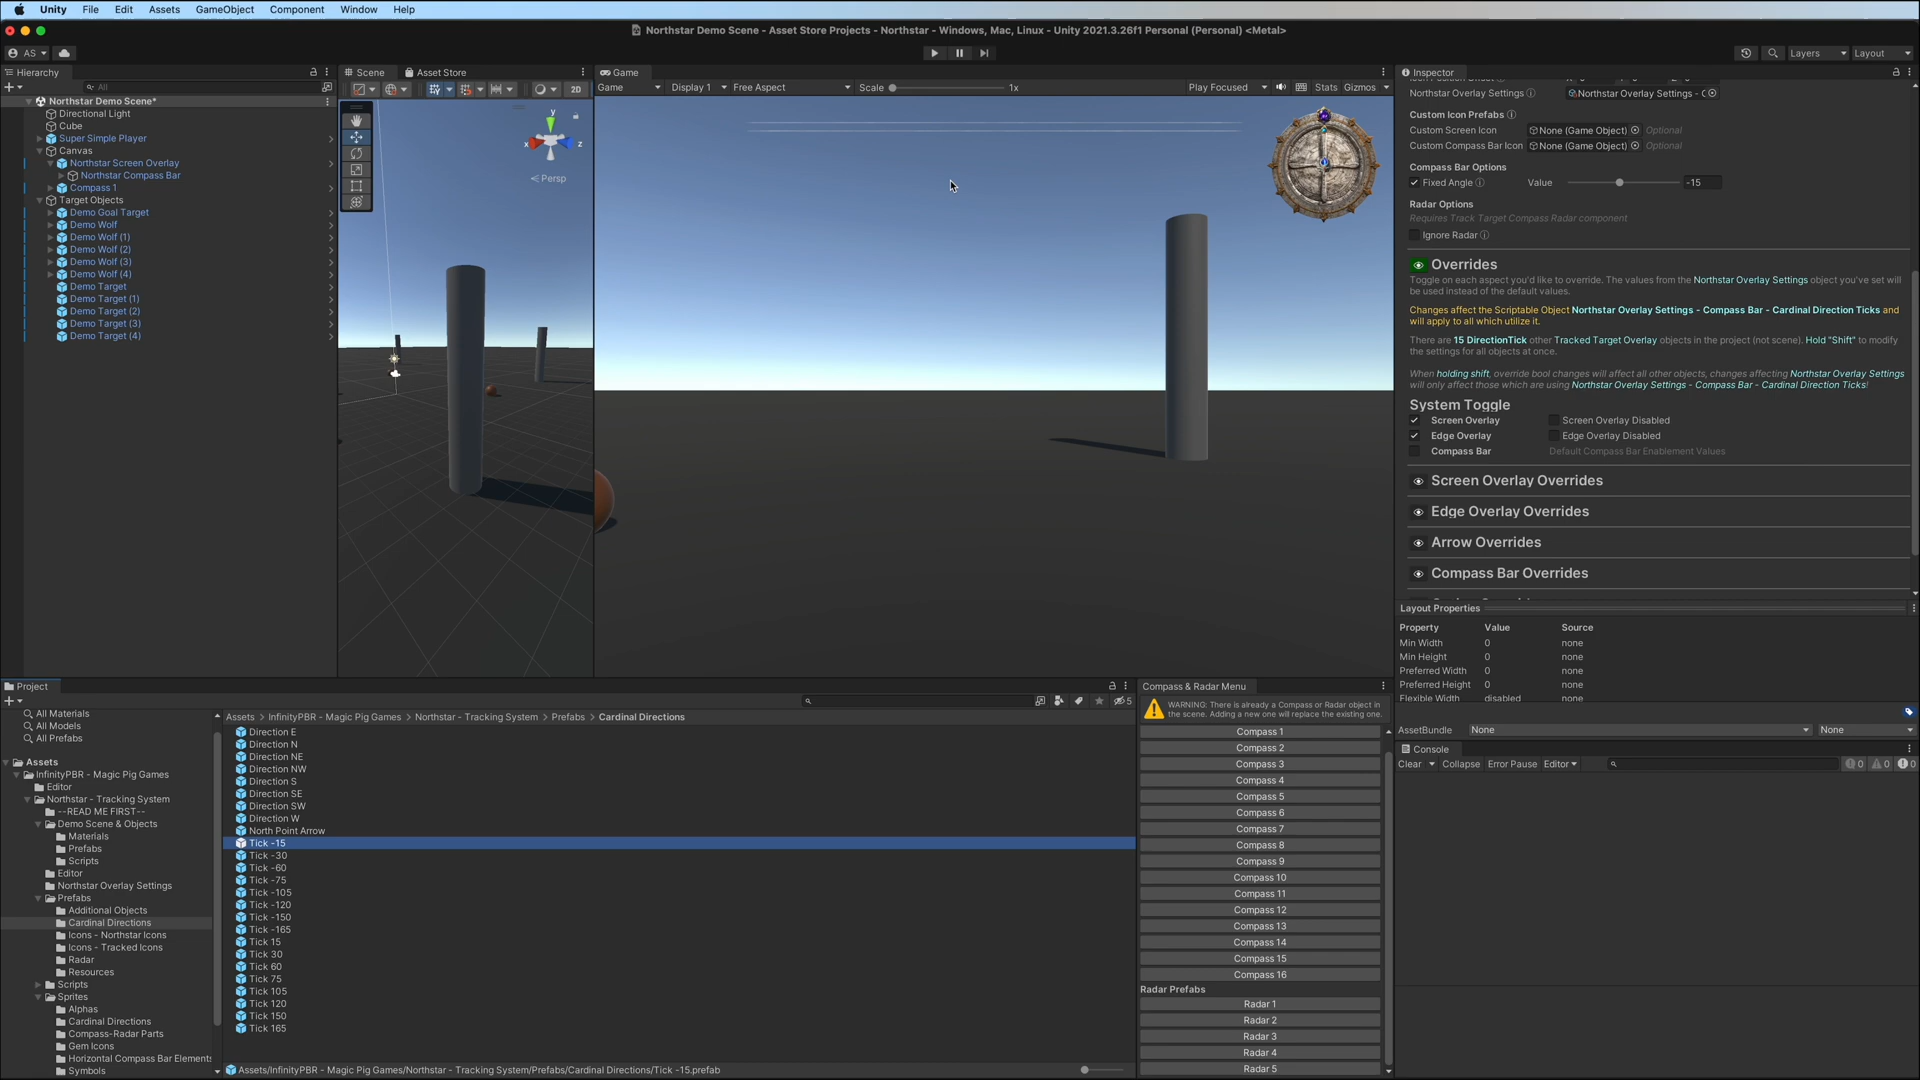 Unity File Edit Assets GameObject Component Window Help
Northstar Demo Scene - Asset Store Projects - Northstar - Windows, Mac, Linux - Unity 2021.3.26f1 Personal (Personal) <Metal>
AS
Layers Layout
Hierarchy
All
Northstar Demo Scene*
Directional Light
Cube
Super Simple Player
Canvas
Northstar Screen Overlay
Northstar Compass Bar
Compass 1
Target Objects
Demo Goal Target
Demo Wolf
Demo Wolf (1)
Demo Wolf (2)
Demo Wolf (3)
Demo Wolf (4)
Demo Target
Demo Target (1)
Demo Target (2)
Demo Target (3)
Demo Target (4)
Scene Asset Store
2D
y
x z
Persp
Game
Game Display 1 Free Aspect Scale 1x Play Focused Stats Gizmos
Inspector
Northstar Overlay Settings Northstar Overlay Settings - C
Custom Icon Prefabs
Custom Screen Icon None (Game Object) Optional
Custom Compass Bar Icon None (Game Object) Optional
Compass Bar Options
Fixed Angle Value -15
Radar Options
Requires Track Target Compass Radar component
Ignore Radar
Overrides
Toggle on each aspect you'd like to override. The values from the Northstar Overlay Settings object you've set will
be used instead of the default values.
Changes affect the Scriptable Object Northstar Overlay Settings - Compass Bar - Cardinal Direction Ticks and
will apply to all which utilize it.
There are 15 DirectionTick other Tracked Target Overlay objects in the project (not scene). Hold "Shift" to modify
the settings for all objects at once.
When holding shift, override bool changes will affect all other objects, changes affecting Northstar Overlay Settings
will only affect those which are using Northstar Overlay Settings - Compass Bar - Cardinal Direction Ticks!
System Toggle
Screen Overlay Screen Overlay Disabled
Edge Overlay Edge Overlay Disabled
Compass Bar Default Compass Bar Enablement Values
Screen Overlay Overrides
Edge Overlay Overrides
Arrow Overrides
Compass Bar Overrides
Layout Properties
Property Value Source
Min Width 0 none
Min Height 0 none
Preferred Width 0 none
Preferred Height 0 none
Flexible Width disabled none
AssetBundle None None
Console
Clear Collapse Error Pause Editor 0 0 0
Project
5
All Materials
All Models
All Prefabs
Assets
InfinityPBR - Magic Pig Games
Editor
Northstar - Tracking System
--READ ME FIRST--
Demo Scene & Objects
Materials
Prefabs
Scripts
Editor
Northstar Overlay Settings
Prefabs
Additional Objects
Cardinal Directions
Icons - Northstar Icons
Icons - Tracked Icons
Radar
Resources
Scripts
Sprites
Alphas
Cardinal Directions
Compass-Radar Parts
Gem Icons
Horizontal Compass Bar Elements
Symbols
Assets > InfinityPBR - Magic Pig Games > Northstar - Tracking System > Prefabs > Cardinal Directions
Direction E
Direction N
Direction NE
Direction NW
Direction S
Direction SE
Direction SW
Direction W
North Point Arrow
Tick -15
Tick -30
Tick -60
Tick -75
Tick -105
Tick -120
Tick -150
Tick -165
Tick 15
Tick 30
Tick 60
Tick 75
Tick 105
Tick 120
Tick 150
Tick 165
Assets/InfinityPBR - Magic Pig Games/Northstar - Tracking System/Prefabs/Cardinal Directions/Tick -15.prefab
Compass & Radar Menu
WARNING: There is already a Compass or Radar object in
the scene. Adding a new one will replace the existing one.
Compass 1
Compass 2
Compass 3
Compass 4
Compass 5
Compass 6
Compass 7
Compass 8
Compass 9
Compass 10
Compass 11
Compass 12
Compass 13
Compass 14
Compass 15
Compass 16
Radar Prefabs
Radar 1
Radar 2
Radar 3
Radar 4
Radar 5